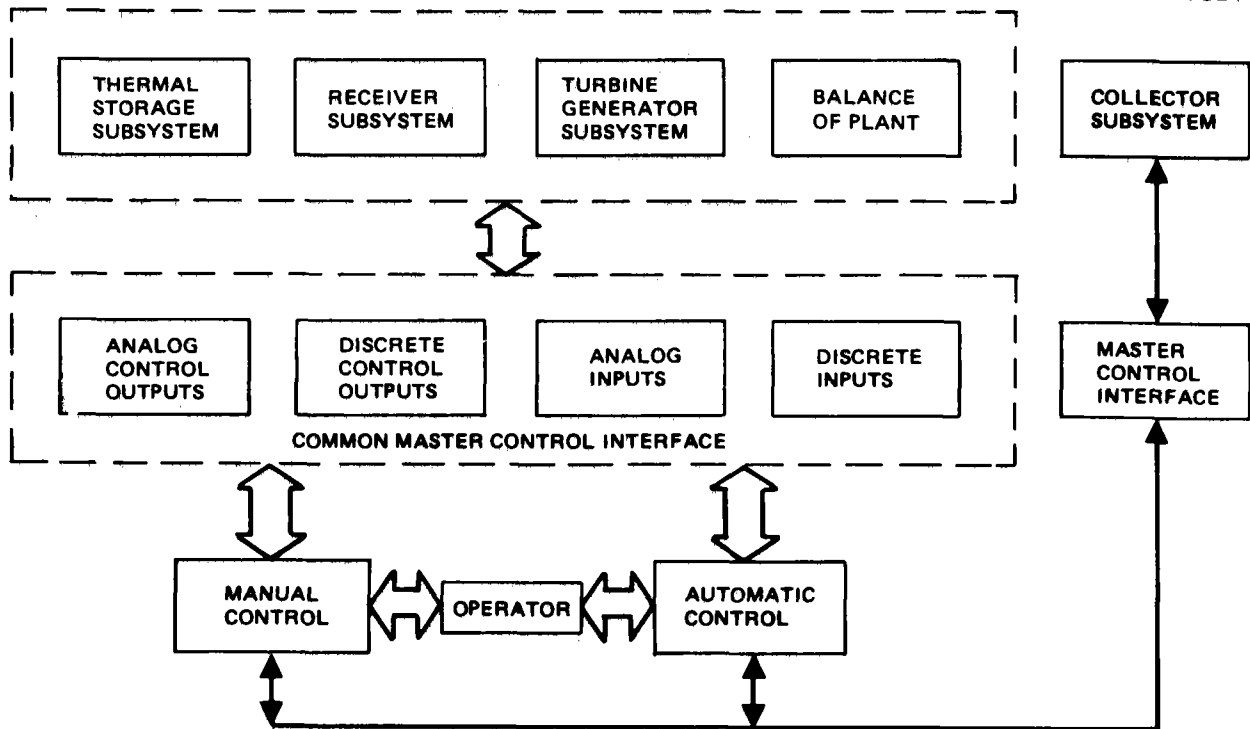 THERMAL
STORAGE
SUBSYSTEM
RECEIVER
SUBSYSTEM
TURBINE
GENERATOR
SUBSYSTEM
BALANCE
OF PLANT
COLLECTOR
SUBSYSTEM
ANALOG
CONTROL
OUTPUTS
DISCRETE
CONTROL
OUTPUTS
ANALOG
INPUTS
DISCRETE
INPUTS
MASTER
CONTROL
INTERFACE
COMMON MASTER CONTROL INTERFACE
MANUAL
CONTROL
OPERATOR
AUTOMATIC
CONTROL